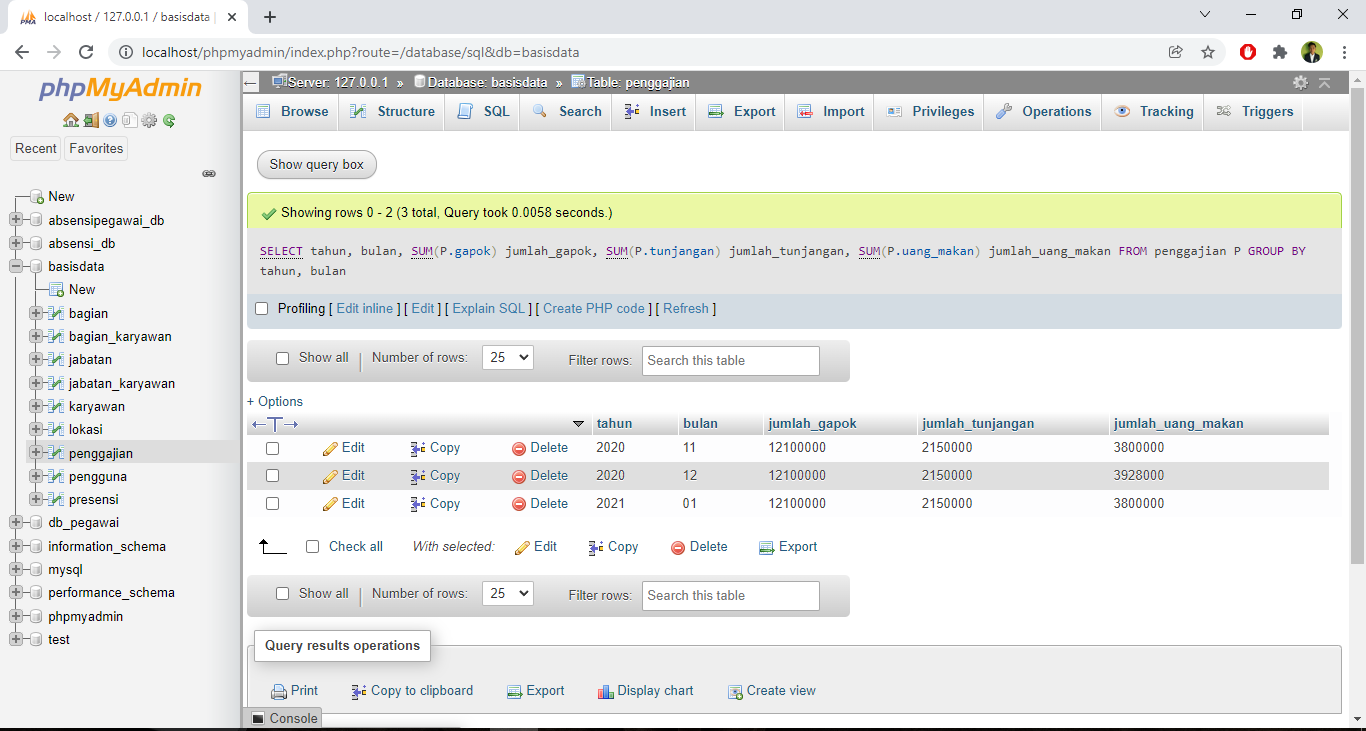 localhost / 127.0.0.1 / basisdata |
localhost/phpmyadmin/index.php?route=/database/sql&db=basisdata
phpMyAdmin
Recent Favorites
New
absensipegawai_db
absensi_db
basisdata
New
bagian
bagian_karyawan
jabatan
jabatan_karyawan
karyawan
lokasi
penggajian
pengguna
presensi
db_pegawai
information_schema
mysql
performance_schema
phpmyadmin
test
Server: 127.0.0.1 » Database: basisdata » Table: penggajian
Browse Structure SQL Search Insert Export Import Privileges Operations Tracking Triggers
Show query box
Showing rows 0 - 2 (3 total, Query took 0.0058 seconds.)
SELECT tahun, bulan, SUM(P.gapok) jumlah_gapok, SUM(P.tunjangan) jumlah_tunjangan, SUM(P.uang_makan) jumlah_uang_makan FROM penggajian P GROUP BY
tahun, bulan
Profiling [ Edit inline ] [ Edit ] [ Explain SQL ] [ Create PHP code ] [ Refresh ]
Show all | Number of rows: 25 Filter rows: Search this table
+ Options
←T→ tahun bulan jumlah_gapok jumlah_tunjangan jumlah_uang_makan
Edit Copy Delete 2020 11 12100000 2150000 3800000
Edit Copy Delete 2020 12 12100000 2150000 3928000
Edit Copy Delete 2021 01 12100000 2150000 3800000
Check all With selected: Edit Copy Delete Export
Show all | Number of rows: 25 Filter rows: Search this table
Query results operations
Print Copy to clipboard Export Display chart Create view
Console